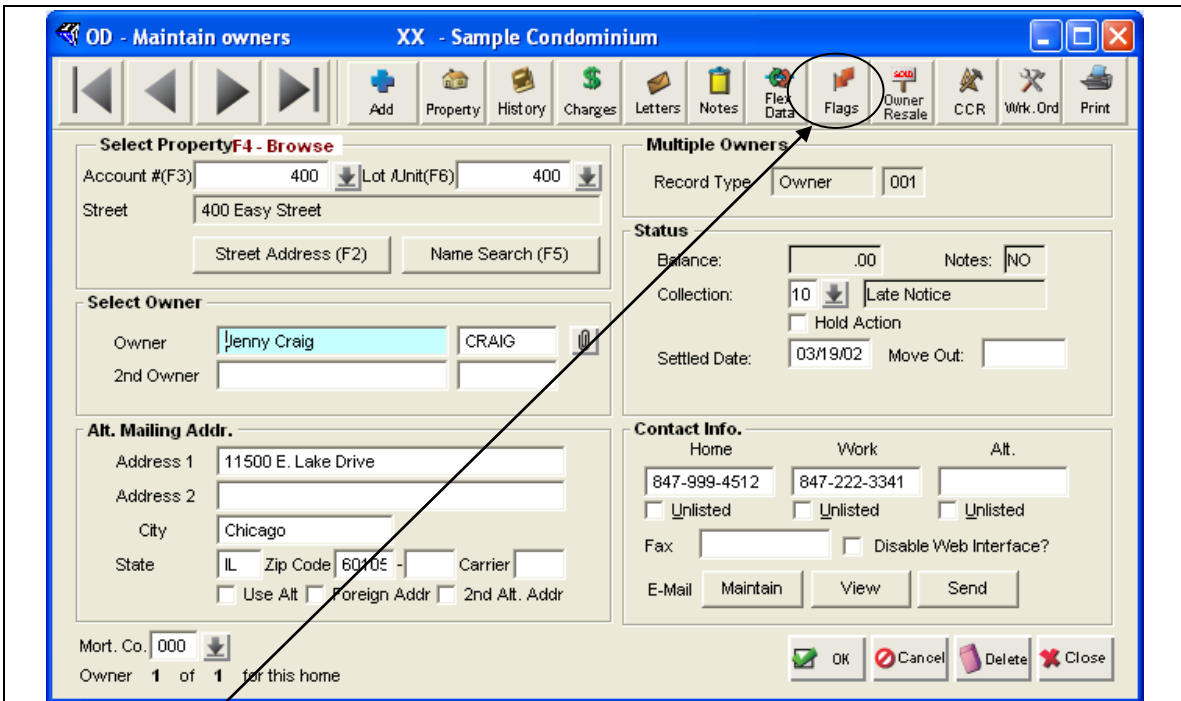 OD - Maintain owners XX - Sample Condominium
Add Property History Charges Letters Notes Flex Data Flags Owner Resale CCR Wrk.Ord Print
SOLD
Select Property F4 - Browse
Account #(F3) 400 Lot /Unit(F6) 400
Street 400 Easy Street
Street Address (F2) Name Search (F5)
Multiple Owners
Record Type Owner 001
Status
Balance: .00 Notes: NO
Collection: 10 Late Notice
Hold Action
Settled Date: 03/19/02 Move Out:
Select Owner
Owner Jenny Craig CRAIG
2nd Owner
Alt. Mailing Addr.
Address 1 11500 E. Lake Drive
Address 2
City Chicago
State IL Zip Code 60105 - Carrier
Use Alt Foreign Addr 2nd Alt. Addr
Contact Info.
Home Work Alt.
847-999-4512 847-222-3341
Unlisted Unlisted Unlisted
Fax Disable Web Interface?
E-Mail Maintain View Send
Mort. Co. 000
Owner 1 of 1 for this home
OK Cancel Delete Close